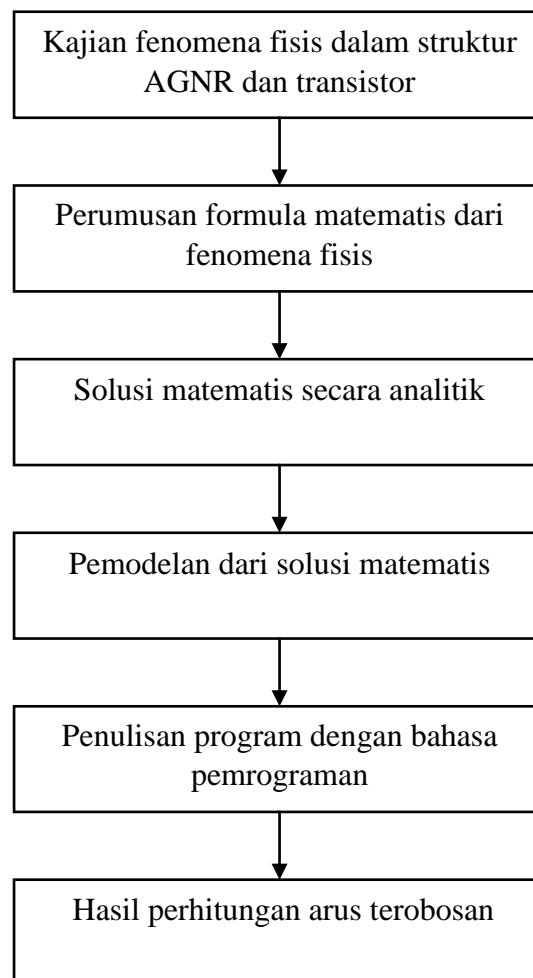 Kajian fenomena fisis dalam struktur
AGNR dan transistor
Perumusan formula matematis dari
fenomena fisis
Solusi matematis secara analitik
Pemodelan dari solusi matematis
Penulisan program dengan bahasa
pemrograman
Hasil perhitungan arus terobosan